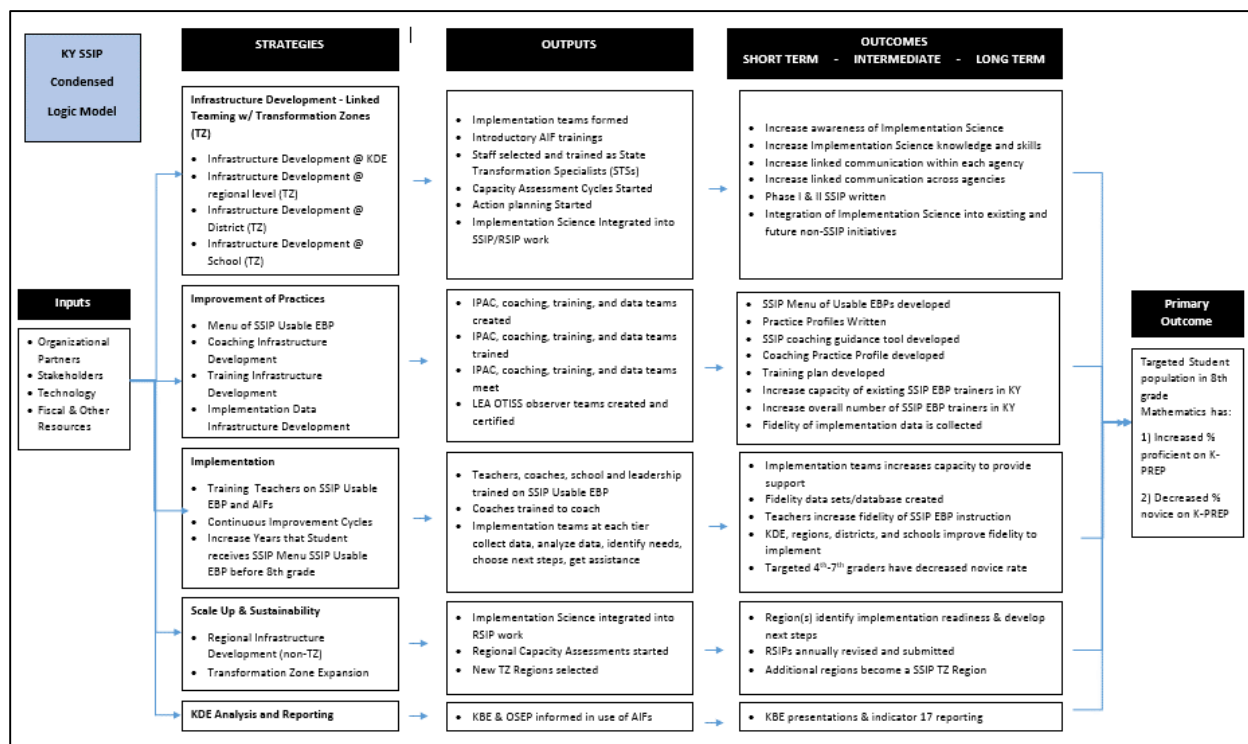 KY SSIP
Condensed
Logic Model
STRATEGIES
OUTPUTS
OUTCOMES
SHORT TERM - INTERMEDIATE - LONG TERM
Inputs
• Organizational
Partners
• Stakeholders
• Technology
• Fiscal & Other
Resources
Infrastructure Development - Linked
Teaming w/ Transformation Zones
(TZ)
• Infrastructure Development @ KDE
• Infrastructure Development @
regional level (TZ)
• Infrastructure Development @
District (TZ)
• Infrastructure Development @
School (TZ)
• Implementation teams formed
• Introductory AIF trainings
• Staff selected and trained as State
Transformation Specialists (STSs)
• Capacity Assessment Cycles Started
• Action planning Started
• Implementation Science Integrated into
SSIP/RSIP work
• Increase awareness of Implementation Science
• Increase Implementation Science knowledge and skills
• Increase linked communication within each agency
• Increase linked communication across agencies
• Phase I & II SSIP written
• Integration of Implementation Science into existing and
future non-SSIP initiatives
Improvement of Practices
• Menu of SSIP Usable EBP
• Coaching Infrastructure
Development
• Training Infrastructure
Development
• Implementation Data
Infrastructure Development
• IPAC, coaching, training, and data teams
created
• IPAC, coaching, training, and data teams
trained
• IPAC, coaching, training, and data teams
meet
• LEA OTISS observer teams created and
certified
• SSIP Menu of Usable EBPs developed
• Practice Profiles Written
• SSIP coaching guidance tool developed
• Coaching Practice Profile developed
• Training plan developed
• Increase capacity of existing SSIP EBP trainers in KY
• Increase overall number of SSIP EBP trainers in KY
• Fidelity of implementation data is collected
Implementation
• Training Teachers on SSIP Usable
EBP and AIFs
• Continuous Improvement Cycles
• Increase Years that Student
receives SSIP Menu SSIP Usable
EBP before 8th grade
• Teachers, coaches, school and leadership
trained on SSIP Usable EBP
• Coaches trained to coach
• Implementation teams at each tier
collect data, analyze data, identify needs,
choose next steps, get assistance
• Implementation teams increases capacity to provide
support
• Fidelity data sets/database created
• Teachers increase fidelity of SSIP EBP instruction
• KDE, regions, districts, and schools improve fidelity to
implement
• Targeted 4th-7th graders have decreased novice rate
Scale Up & Sustainability
• Regional Infrastructure
Development (non-TZ)
• Transformation Zone Expansion
• Implementation Science integrated into
RSIP work
• Regional Capacity Assessments started
• New TZ Regions selected
• Region(s) identify implementation readiness & develop
next steps
• RSIPs annually revised and submitted
• Additional regions become a SSIP TZ Region
KDE Analysis and Reporting
• KBE & OSEP informed in use of AIFs
• KBE presentations & indicator 17 reporting
Primary
Outcome
Targeted Student
population in 8th
grade
Mathematics has:
1) Increased %
proficient on K-
PREP
2) Decreased %
novice on K-PREP